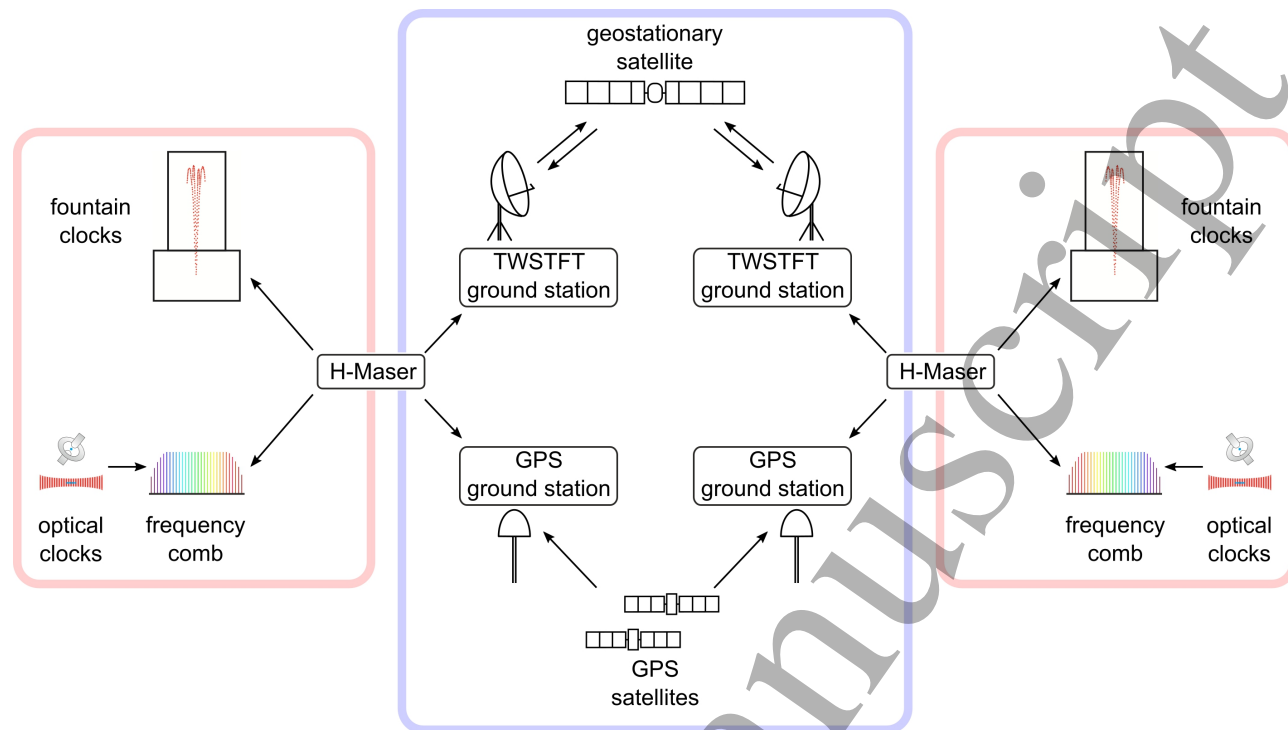 geostationary
satellite
fountain
clocks
fountain
clocks
TWSTFT
ground station
TWSTFT
ground station
H-Maser
H-Maser
GPS
ground station
GPS
ground station
optical
clocks
frequency
comb
frequency
comb
optical
clocks
GPS
satellites
nuscript